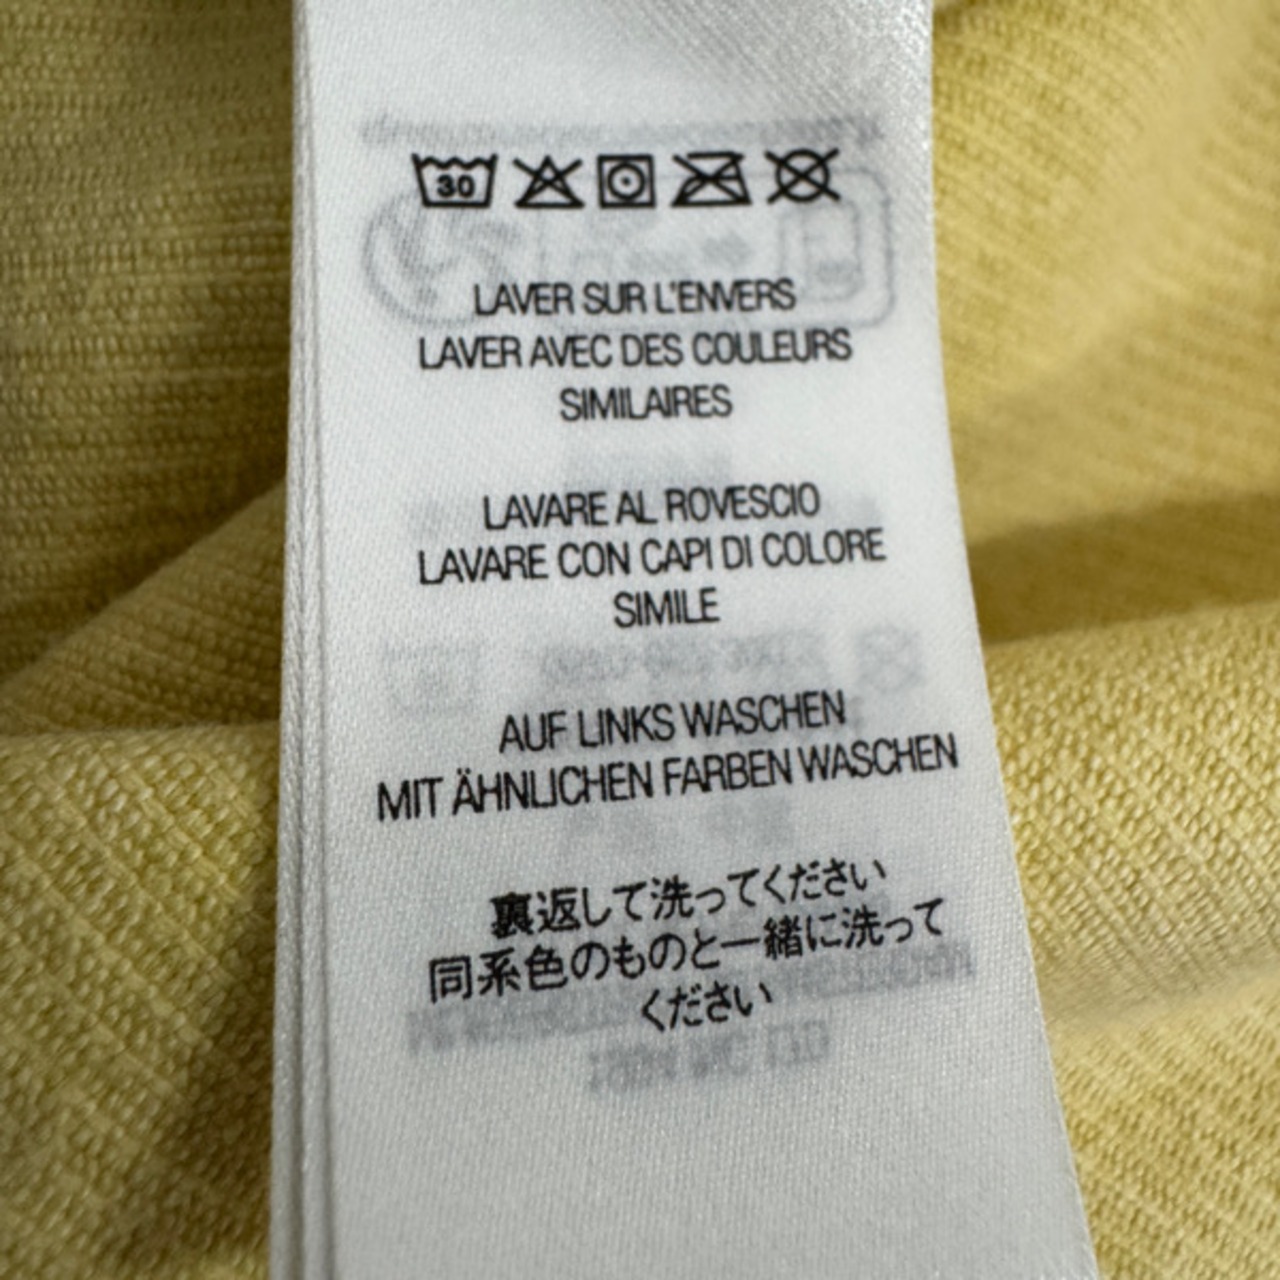 30
LAVER SUR L'ENVERS
LAVER AVEC DES COULEURS
SIMILAIRES
LAVARE AL ROVESCIO
LAVARE CON CAPI DI COLORE
SIMILE
AUF LINKS WASCHEN
MIT ÄHNLICHEN FARBEN WASCHEN
裏返して洗ってください
同系色のものと一緒に洗って
ください